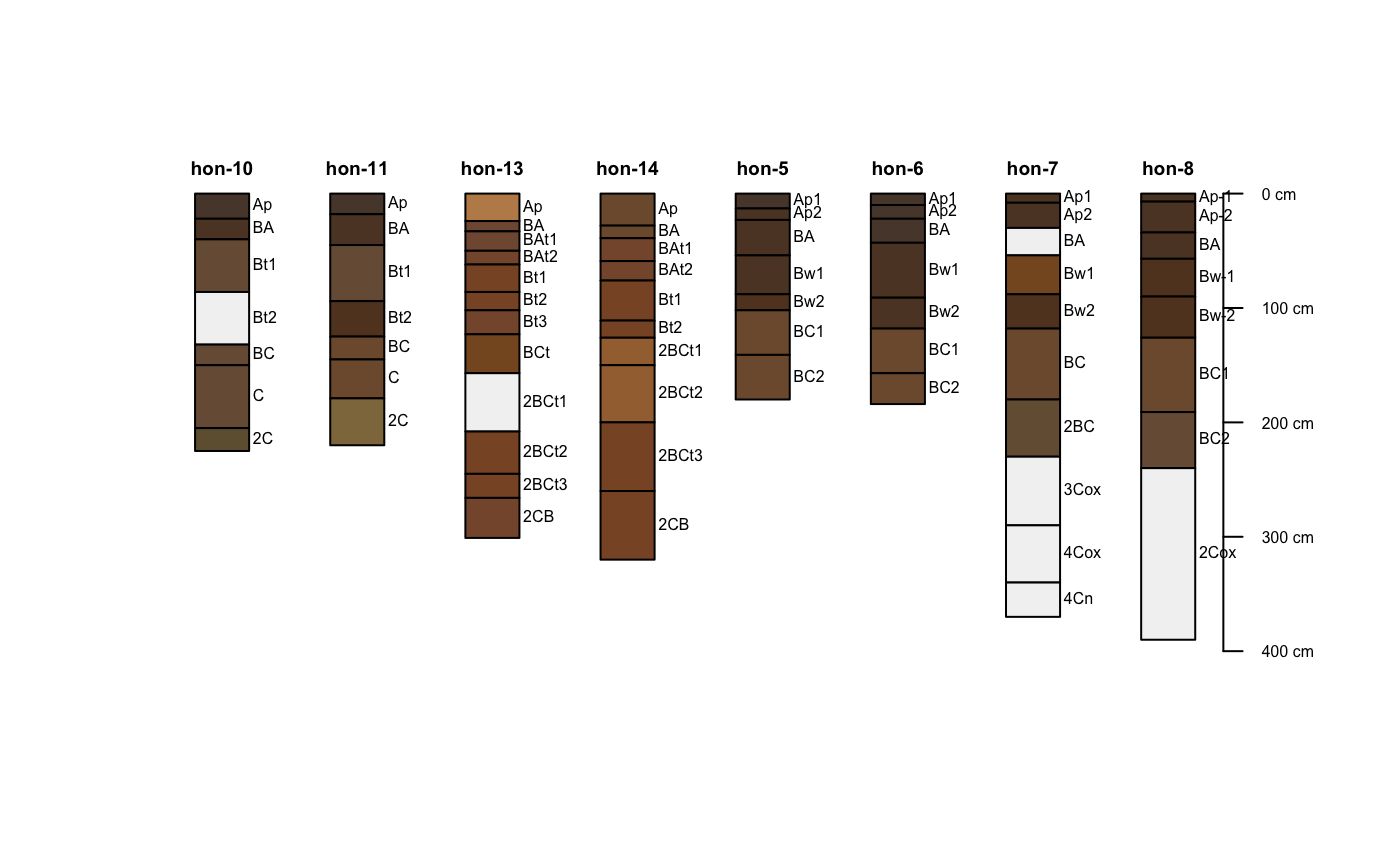 hon-10
hon-11
hon-13
hon-14
hon-5
hon-6
hon-7
hon-8
Ap
BA
Bt1
Bt2
BC
C
2C
Ap
BA
Bt1
Bt2
BC
C
2C
Ap
BA
BAt1
BAt2
Bt1
Bt2
Bt3
BCt
2BCt1
2BCt2
2BCt3
2CB
Ap
BA
BAt1
BAt2
Bt1
Bt2
2BCt1
2BCt2
2BCt3
2CB
Ap1
Ap2
BA
Bw1
Bw2
BC1
BC2
Ap1
Ap2
BA
Bw1
Bw2
BC1
BC2
Ap1
Ap2
BA
Bw1
Bw2
BC
2BC
3Cox
4Cox
4Cn
Ap-1
Ap-2
BA
Bw-1
Bw-2
BC1
BC2
2Cox
0 cm
100 cm
200 cm
300 cm
400 cm